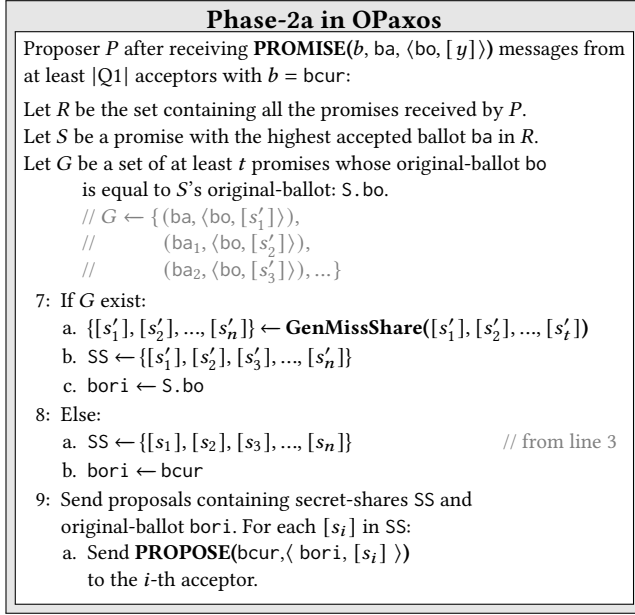 Phase-2a in OPaxos
Proposer P after receiving PROMISE(b, ba, ⟨bo, [y]⟩) messages from
at least |Q1| acceptors with b = bcur:
Let R be the set containing all the promises received by P.
Let S be a promise with the highest accepted ballot ba in R.
Let G be a set of at least t promises whose original-ballot bo
is equal to S's original-ballot: S.bo.
// G ← {(ba, ⟨bo, [s′₁]⟩),
// (ba₁, ⟨bo, [s′₂]⟩),
// (ba₂, ⟨bo, [s′₃]⟩), ...}
7: If G exist:
a. {[s′₁], [s′₂], ..., [s′ₙ]} ← GenMissShare([s′₁], [s′₂], ..., [s′ₜ])
b. SS ← {[s′₁], [s′₂], [s′₃], ..., [s′ₙ]}
c. bori ← S.bo
8: Else:
a. SS ← {[s₁], [s₂], [s₃], ..., [sₙ]} // from line 3
b. bori ← bcur
9: Send proposals containing secret-shares SS and
original-ballot bori. For each [sᵢ] in SS:
a. Send PROPOSE(bcur,⟨ bori, [sᵢ] ⟩)
to the i-th acceptor.